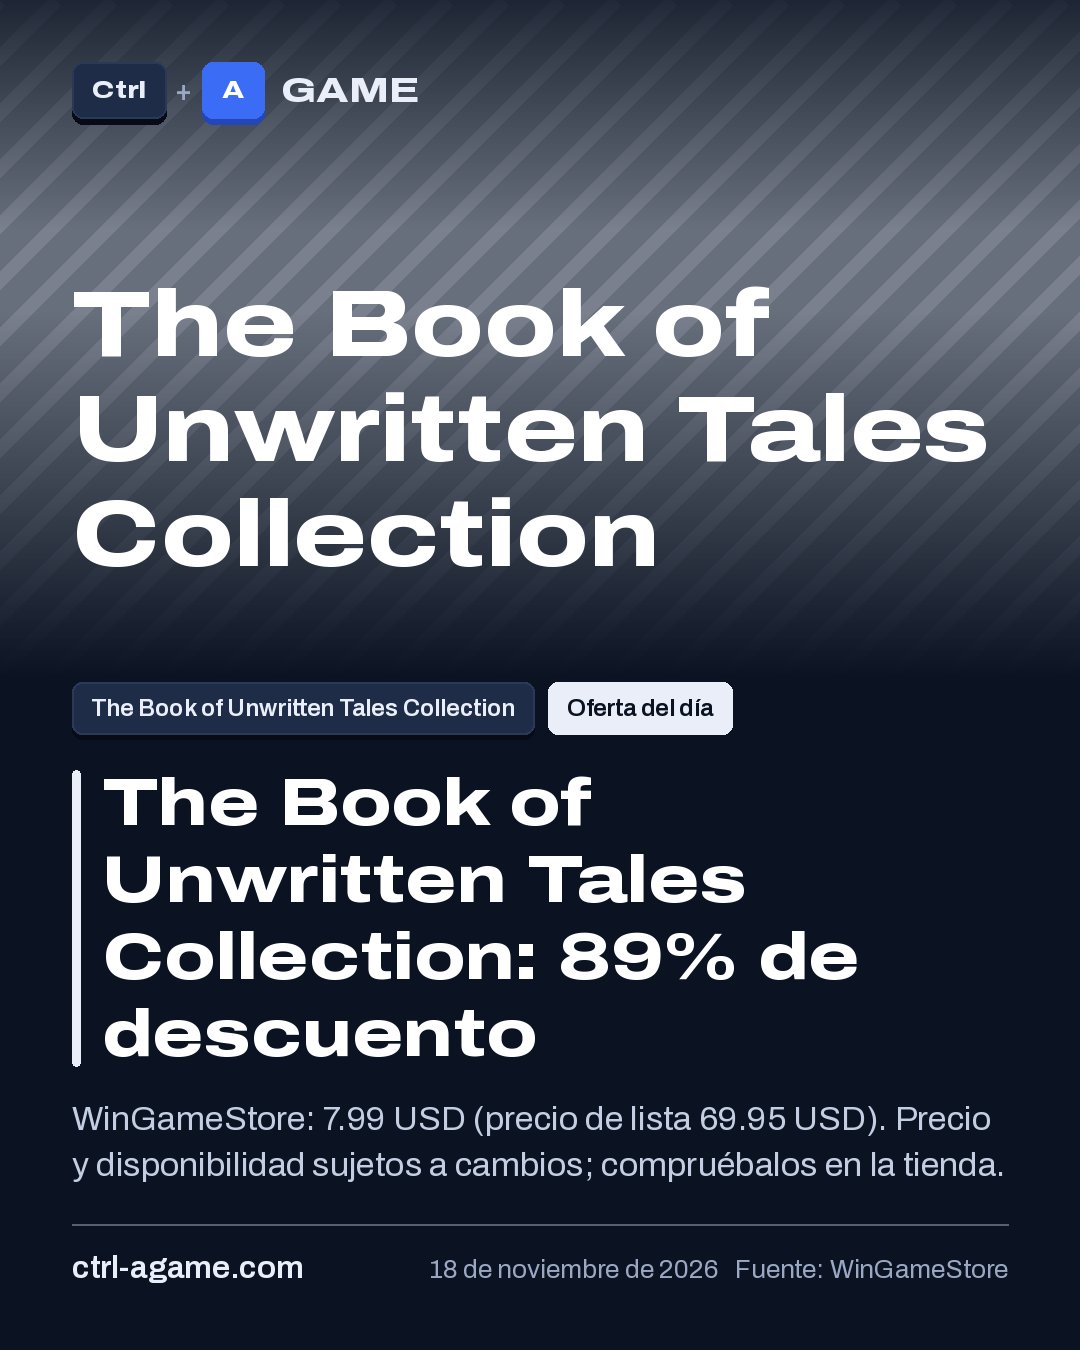 Ctrl + A GAME
The Book of
Unwritten Tales
Collection
The Book of Unwritten Tales Collection
Oferta del día
The Book of
Unwritten Tales
Collection: 89% de
descuento
WinGameStore: 7.99 USD (precio de lista 69.95 USD). Precio
y disponibilidad sujetos a cambios; compruébalos en la tienda.
ctrl-agame.com
18 de noviembre de 2026 Fuente: WinGameStore